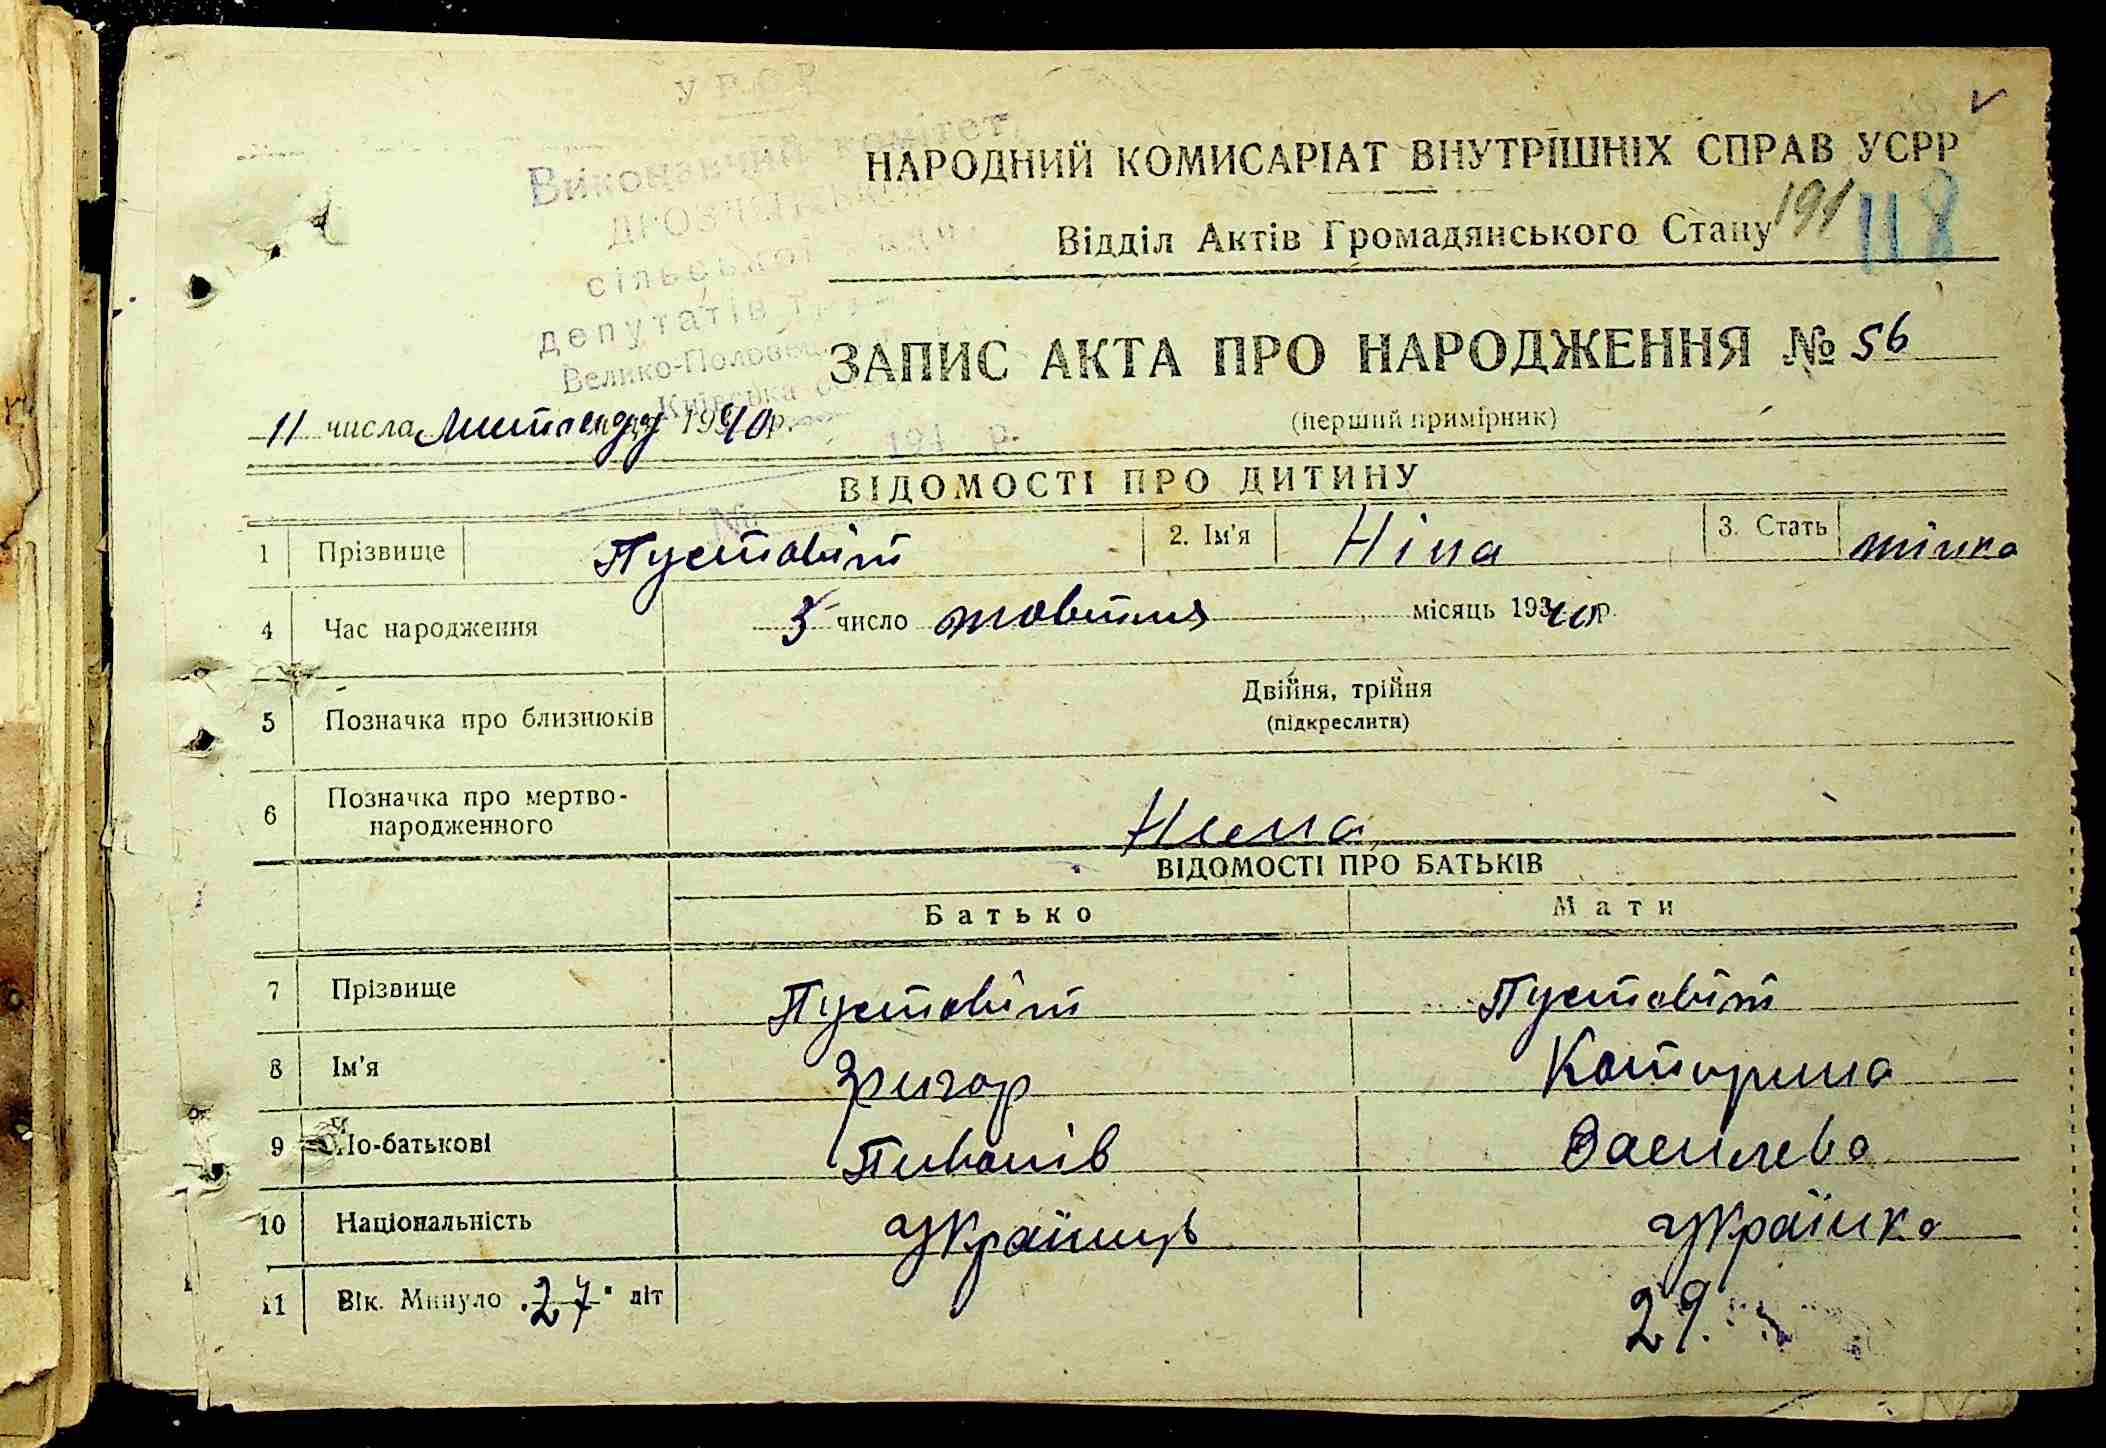 УРСР
Виконавчий комітет
НАРОДНИЙ КОМИСАРІАТ ВНУТРІШНІХ СПРАВ УСРР
191 118
Відділ Актів Громадянського Стану
сільської
депутатів
Велико-Половец
Київська
ЗАПИС АКТА ПРО НАРОДЖЕННЯ № 56
(перший примірник)
11 числа Листопаду 1940р.
194 р.
№
ВІДОМОСТІ ПРО ДИТИНУ
1 Прізвище Пустовіт 2. Ім'я Ніна 3. Стать жінка
4 Час народження 3 число жовтня місяць 1940 р.
5 Позначка про близнюків Двійня, трійня
(підкреслити)
6 Позначка про мертво-
народженного Нема
ВІДОМОСТІ ПРО БАТЬКІВ
Батько Мати
7 Прізвище Пустовіт Пустовіт
8 Ім'я Григор Катирина
9 По-батькові Василева
10 Національність Українець Українка
11 Вік. Минуло 27 літ 29